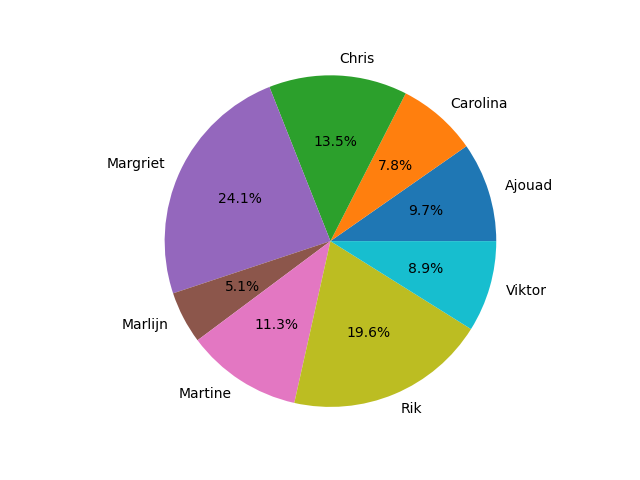 Chris
13.5%
Carolina
7.8%
Ajouad
9.7%
Margriet
24.1%
Marlijn
5.1%
Martine
11.3%
Rik
19.6%
Viktor
8.9%